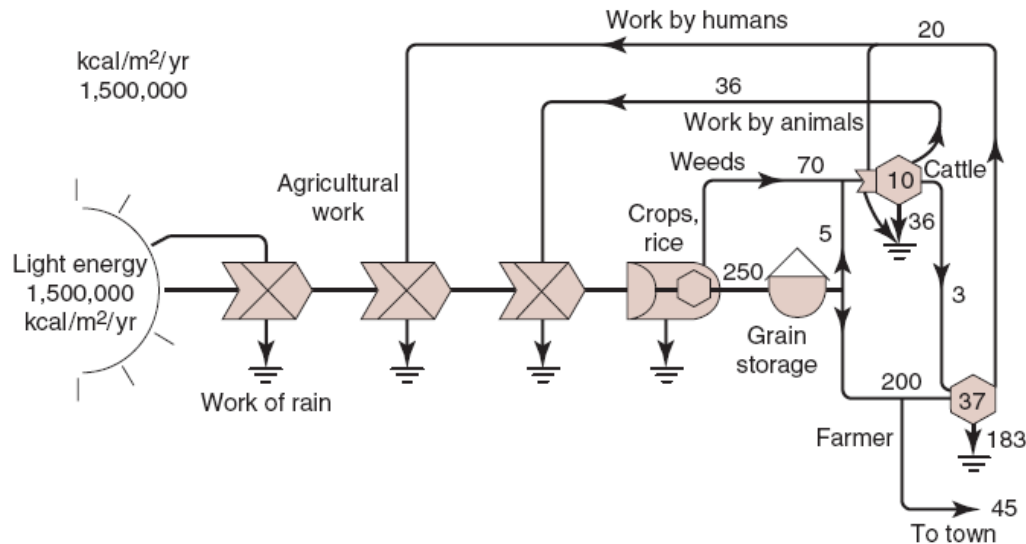 Work by humans
20
kcal/m²/yr
1,500,000
36
Work by animals
Weeds
70
10
Cattle
Agricultural
work
Crops,
rice
5
36
Light energy
1,500,000
kcal/m²/yr
250
3
Grain
storage
Work of rain
200
37
Farmer
183
45
To town